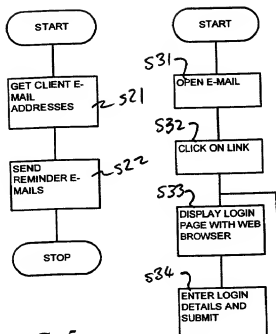 START
GET CLIENT E-
MAIL
ADDRESSES
S21
SEND
REMINDER E-
MAILS
S22
STOP
START
S31
OPEN E-MAIL
S32
CLICK ON LINK
S33
DISPLAY LOGIN
PAGE WITH WEB
BROWSER
S34
ENTER LOGIN
DETAILS AND
SUBMIT